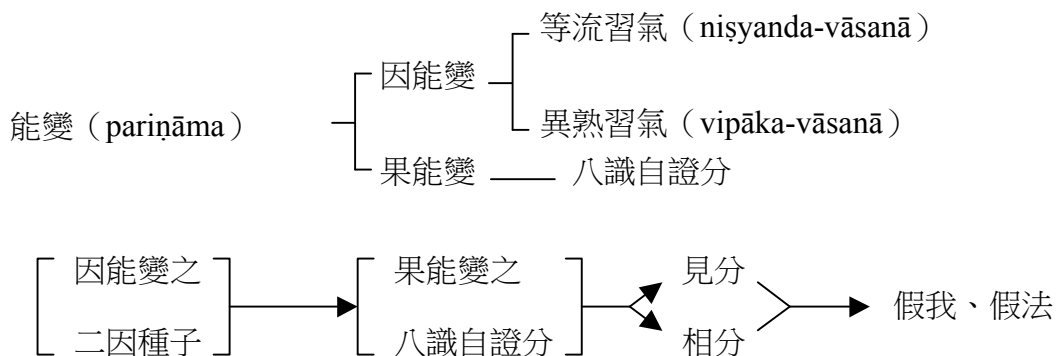 等流習氣（niṣyanda-vāsanā）
因能變
能變（pariṇāma）
異熟習氣（vipāka-vāsanā）
果能變
八識自證分
因能變之
果能變之
見分
假我、假法
二因種子
八識自證分
相分